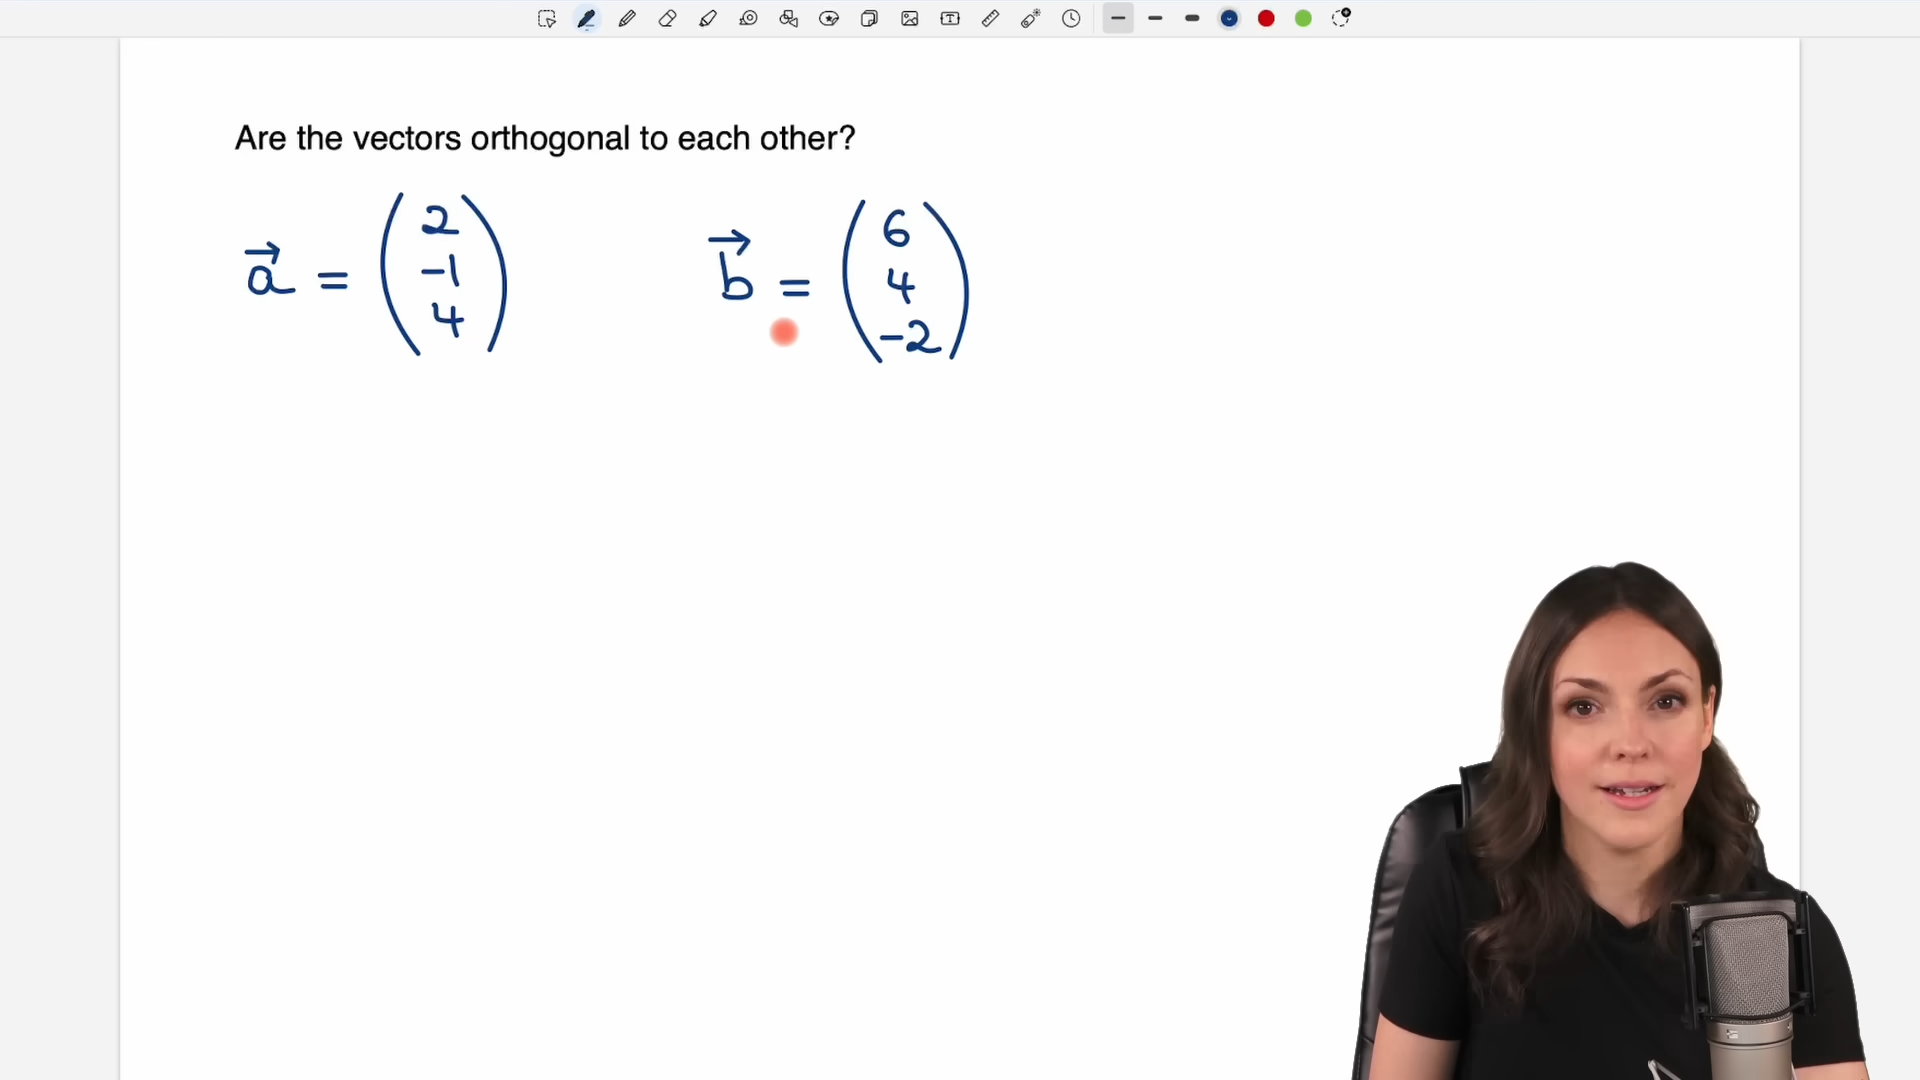 Are the vectors orthogonal to each other?
a⃗ = (2 -1 4)
b⃗ = (6 4 -2)